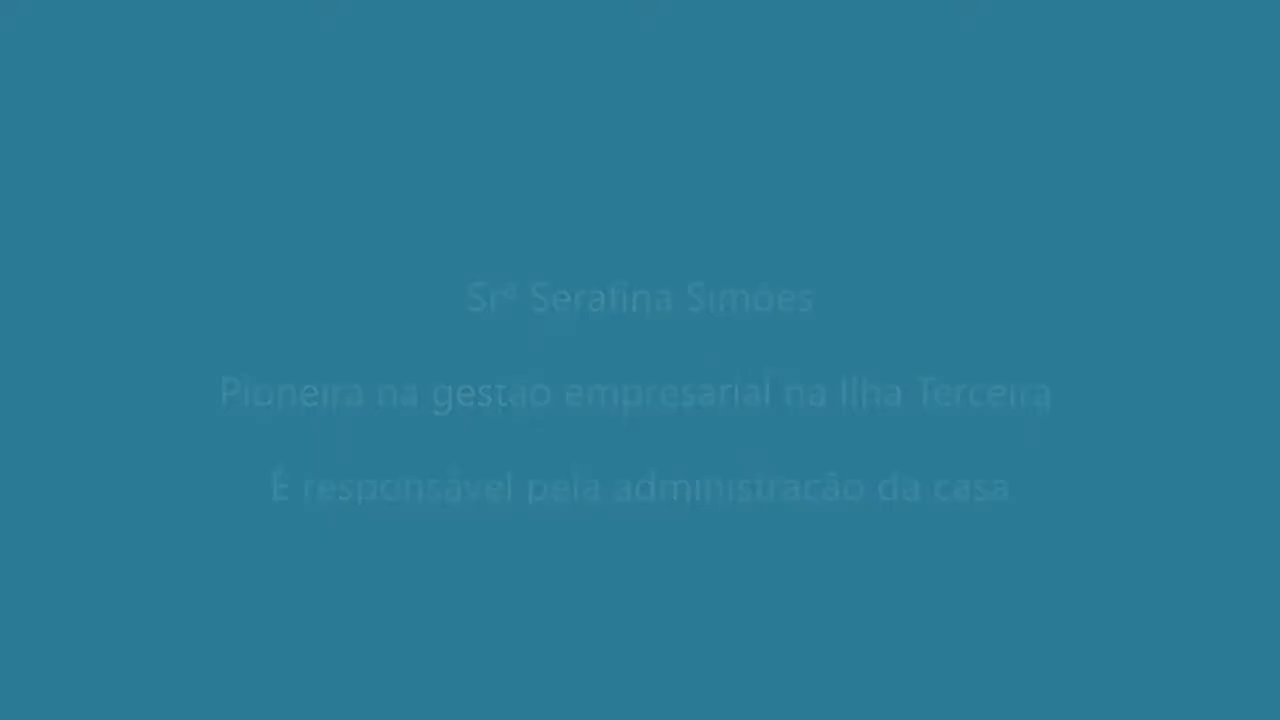 Srª Serafina Simões
Pioneira na gestão empresarial na Ilha Terceira
É responsável pela administração da casa